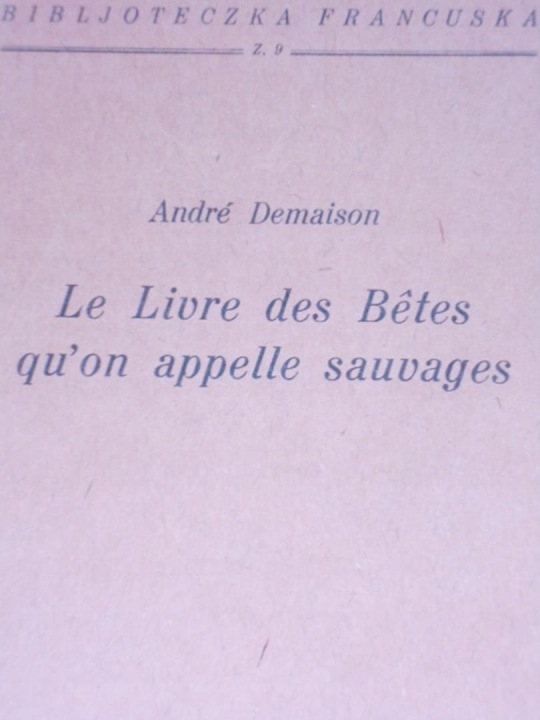 BIBLJOTECZKA FRANCUSKA
Z. 9
André Demaison
Le Livre des Bêtes
qu'on appelle sauvages